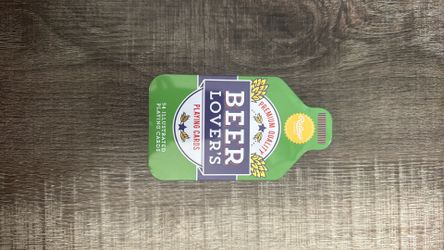 PREMIUM QUALITY
BEER
LOVER'S
PLAYING CARDS
54 ILLUSTRATED
PLAYING CARDS